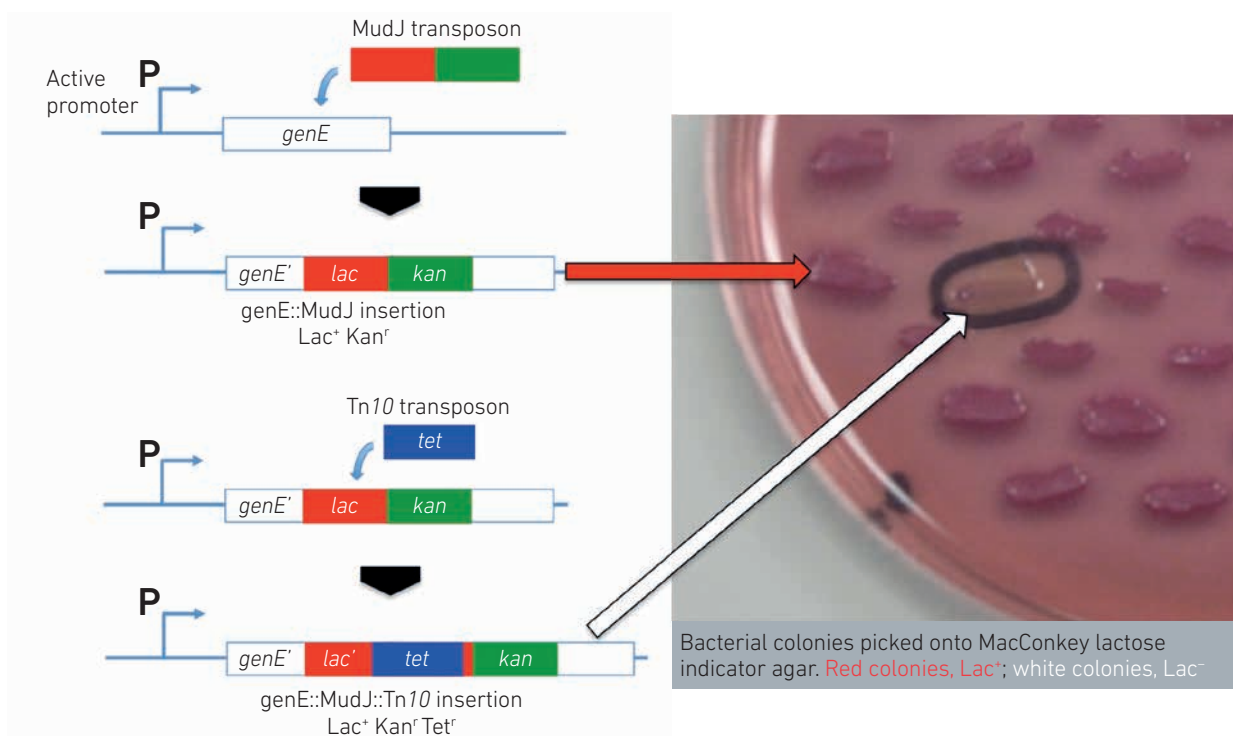 MudJ transposon
Active
promoter
P
genE
P
genE' lac kan
genE::MudJ insertion
Lac⁺ Kanʳ
Tn10 transposon
tet
P
genE' lac kan
P
genE' lac' tet kan
genE::MudJ::Tn10 insertion
Lac⁺ Kanʳ Tetʳ
Bacterial colonies picked onto MacConkey lactose
indicator agar. Red colonies, Lac⁺; white colonies, Lac⁻